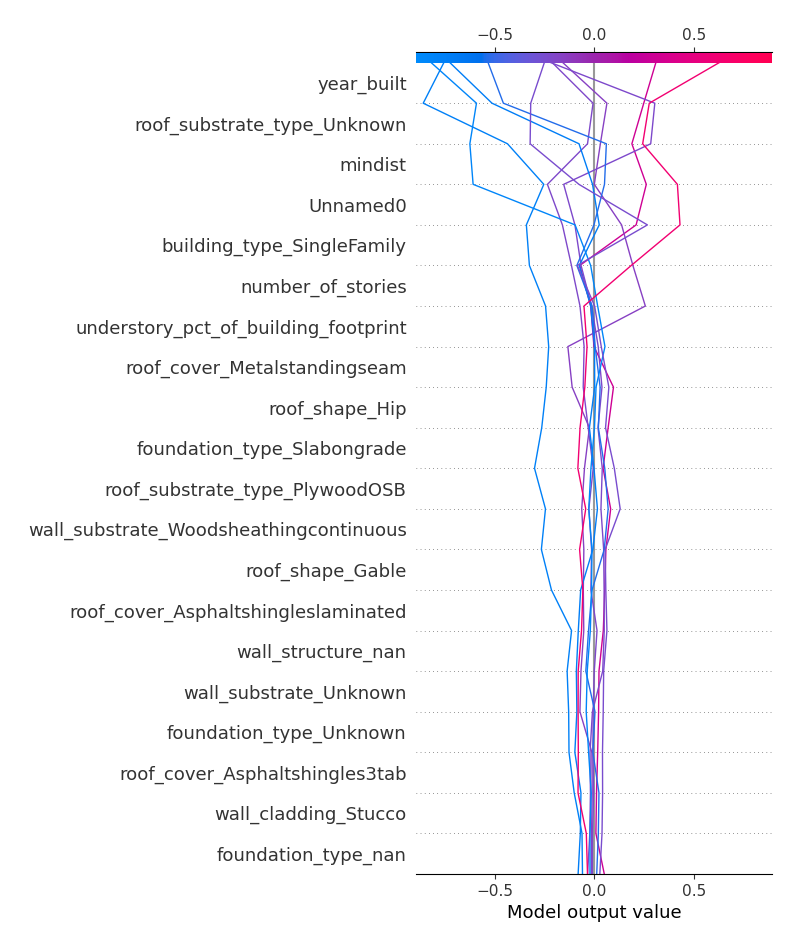 −0.5 0.0 0.5
year_built
roof_substrate_type_Unknown
mindist
Unnamed0
building_type_SingleFamily
number_of_stories
understory_pct_of_building_footprint
roof_cover_Metalstandingseam
roof_shape_Hip
foundation_type_Slabongrade
roof_substrate_type_PlywoodOSB
wall_substrate_Woodsheathingcontinuous
roof_shape_Gable
roof_cover_Asphaltshingleslaminated
wall_structure_nan
wall_substrate_Unknown
foundation_type_Unknown
roof_cover_Asphaltshingles3tab
wall_cladding_Stucco
foundation_type_nan
−0.5 0.0 0.5
Model output value